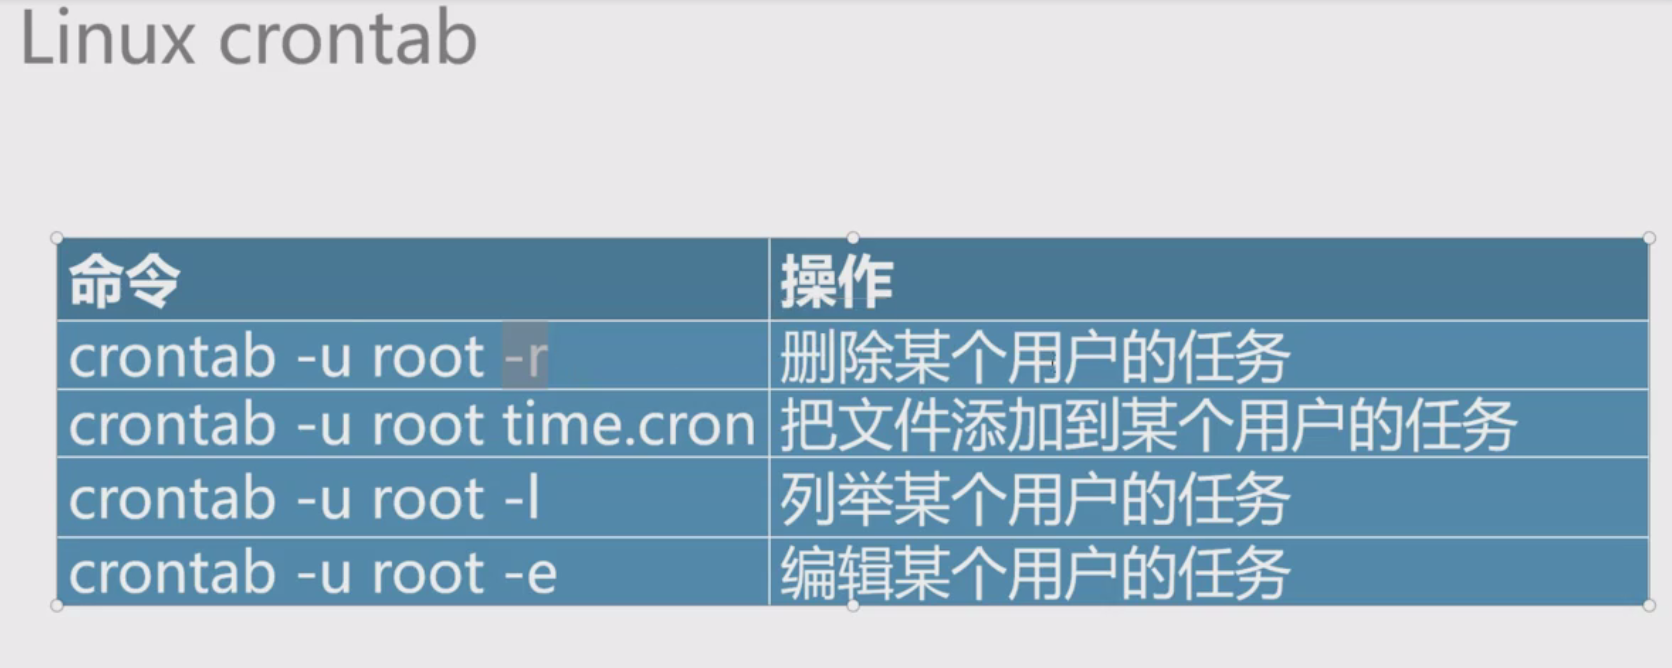 Linux crontab
命令 操作
crontab -u root -r 删除某个用户的任务
crontab -u root time.cron 把文件添加到某个用户的任务
crontab -u root -l 列举某个用户的任务
crontab -u root -e 编辑某个用户的任务